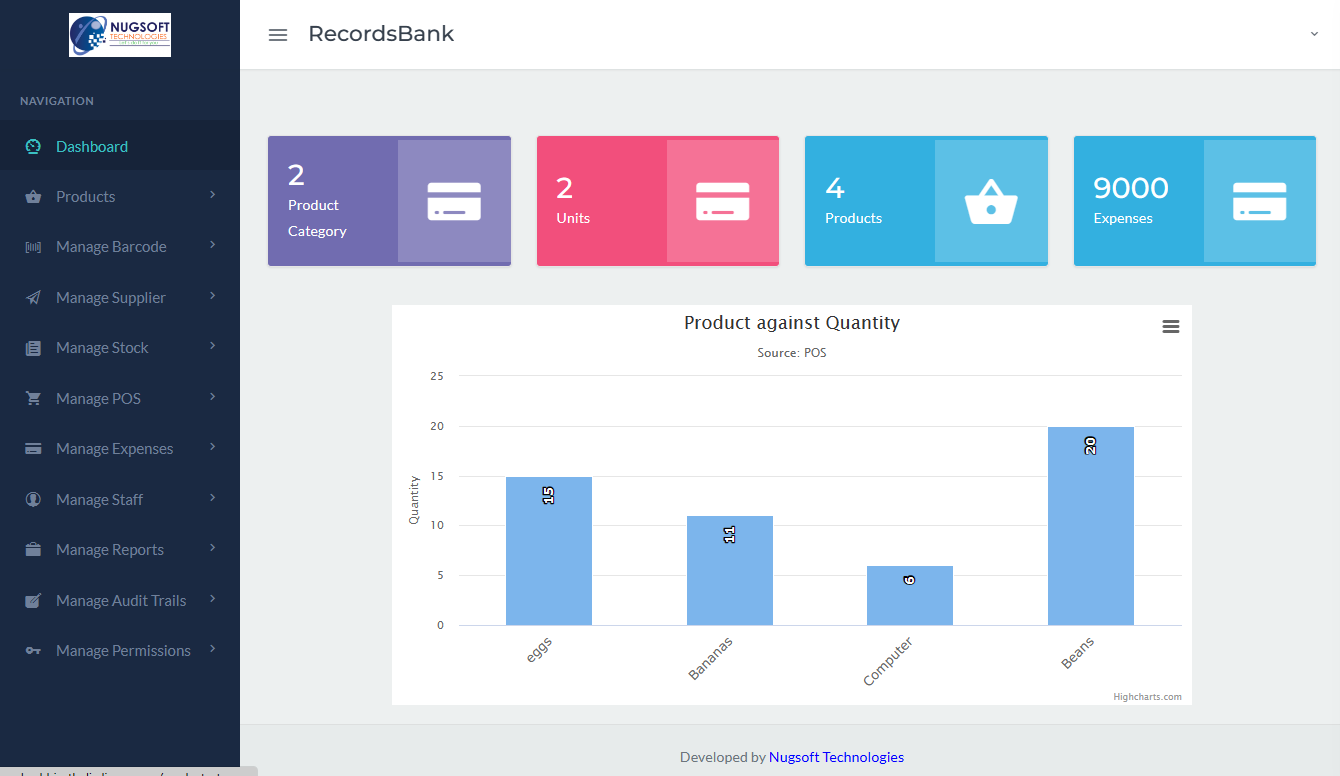 NUGSOFT
TECHNOLOGIES
RecordsBank
NAVIGATION
Dashboard
Products
Manage Barcode
Manage Supplier
Manage Stock
Manage POS
Manage Expenses
Manage Staff
Manage Reports
Manage Audit Trails
Manage Permissions
2
Product
Category
2
Units
4
Products
9000
Expenses
Product against Quantity
Source: POS
Quantity
25
20
15
10
5
0
15
11
6
20
eggs
Bananas
Computer
Beans
Highcharts.com
Developed by Nugsoft Technologies